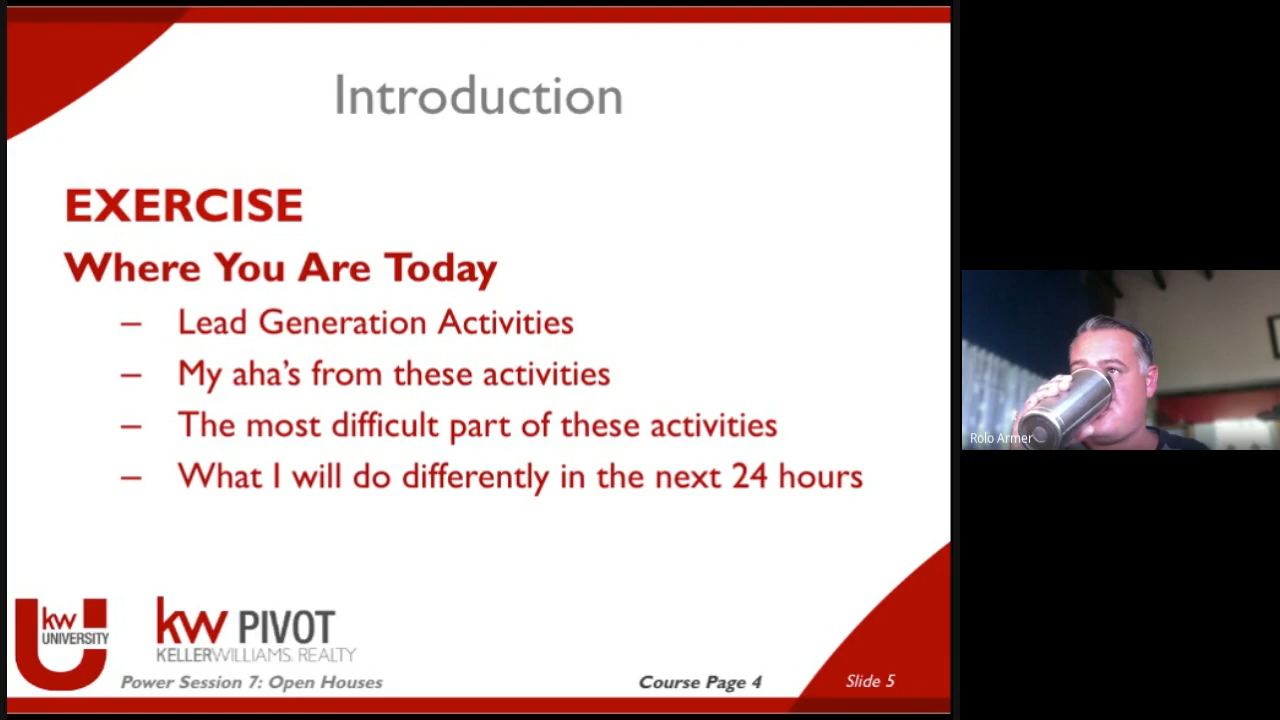 Introduction
EXERCISE
Where You Are Today
– Lead Generation Activities
– My aha's from these activities
– The most difficult part of these activities
– What I will do differently in the next 24 hours
kw
UNIVERSITY
kw PIVOT
KELLERWILLIAMS. REALTY
Power Session 7: Open Houses
Course Page 4
Slide 5
Rolo Armer